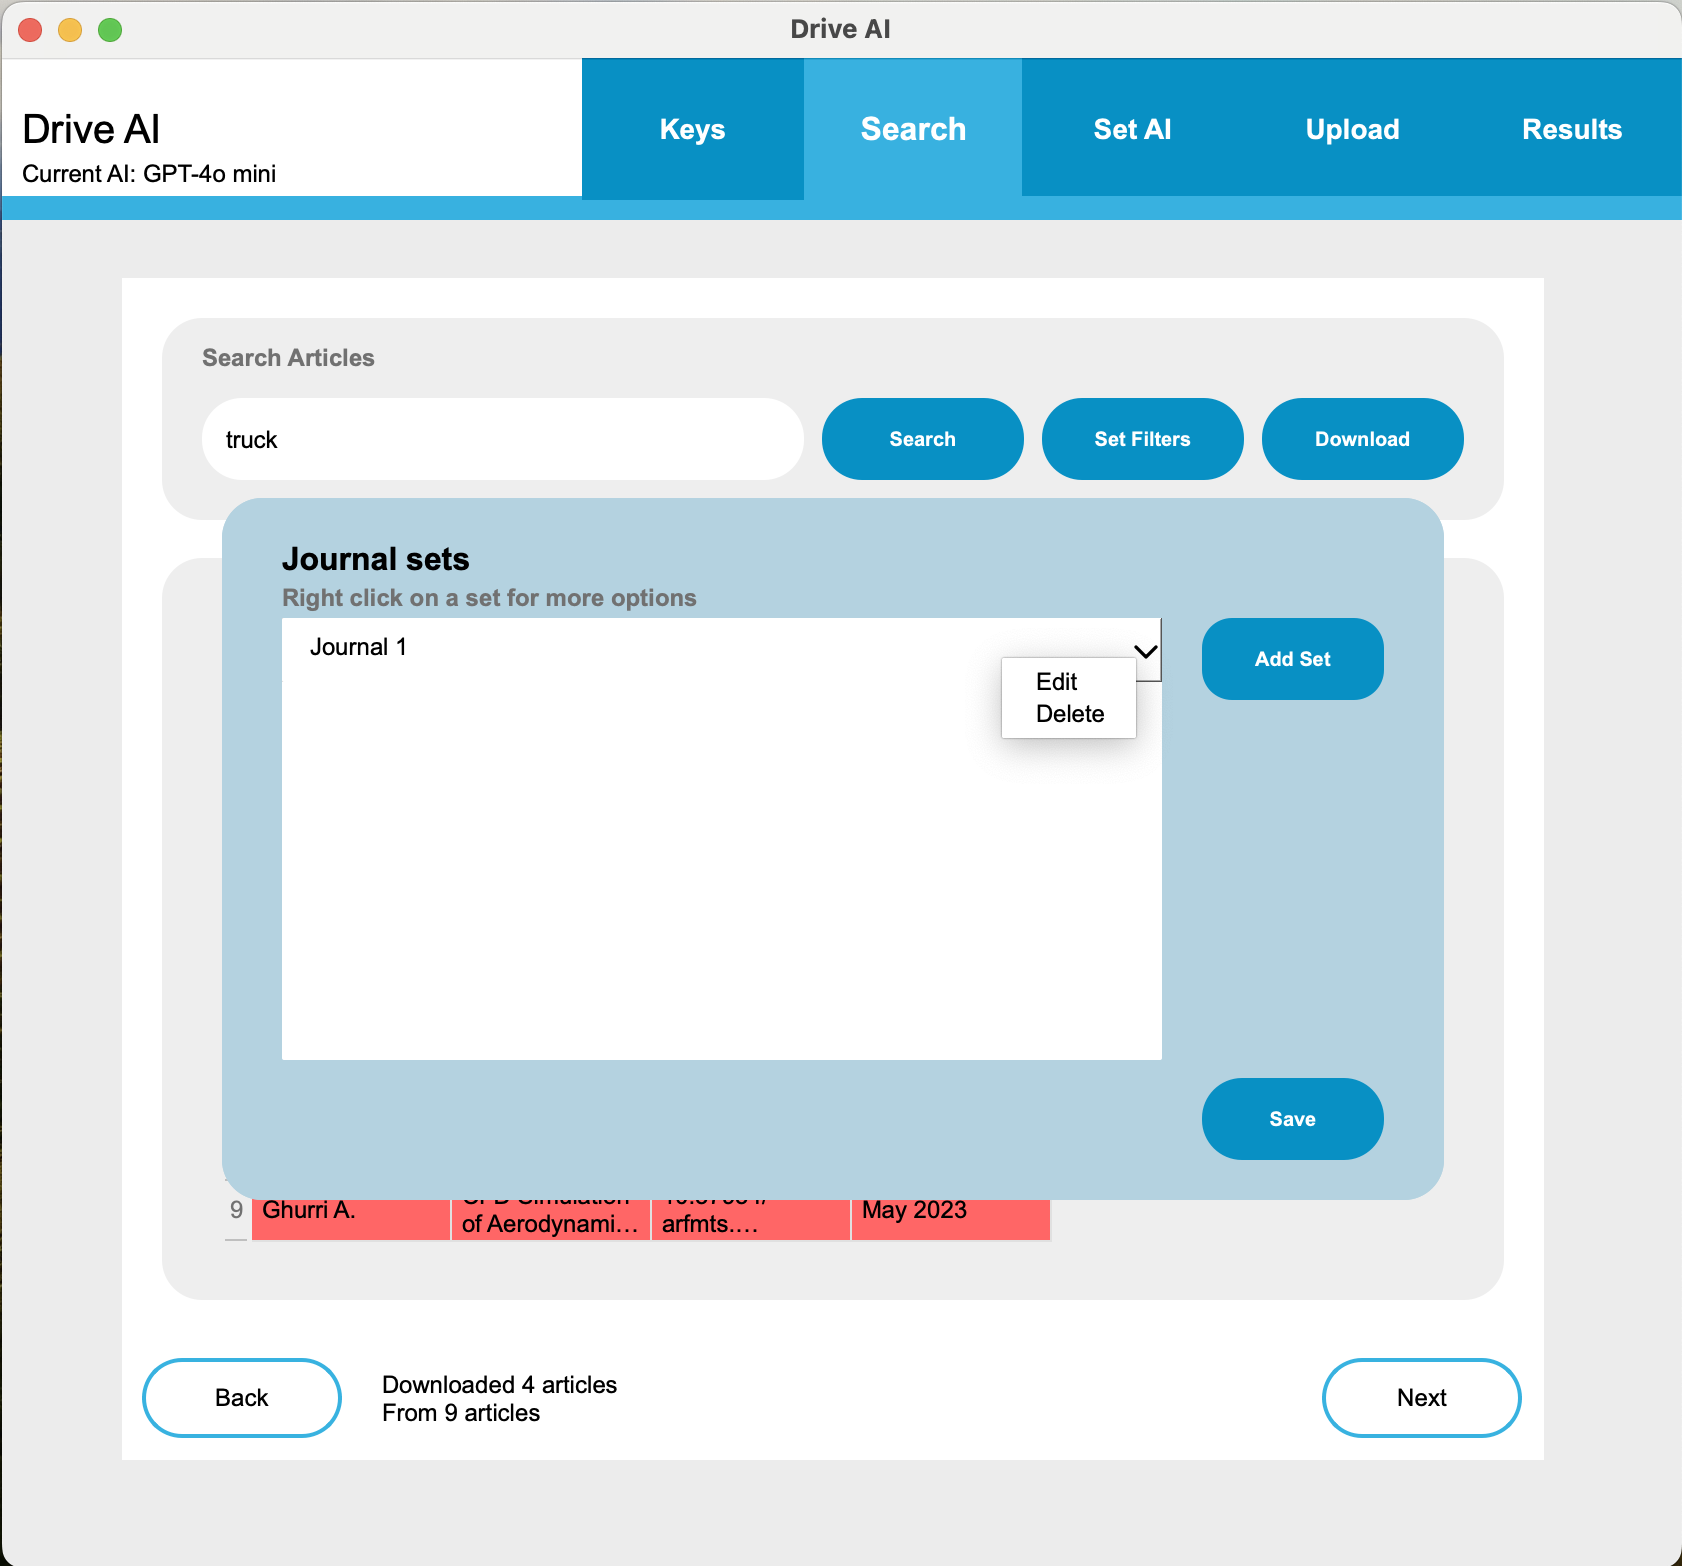 Drive AI
Drive AI
Current AI: GPT-4o mini
Keys
Search
Set AI
Upload
Results
Search Articles
truck
Search
Set Filters
Download
Journal sets
Right click on a set for more options
Journal 1
Edit
Delete
Add Set
Save
9
Ghurri A.
of Aerodynami...
arfmts....
May 2023
Back
Downloaded 4 articles
From 9 articles
Next